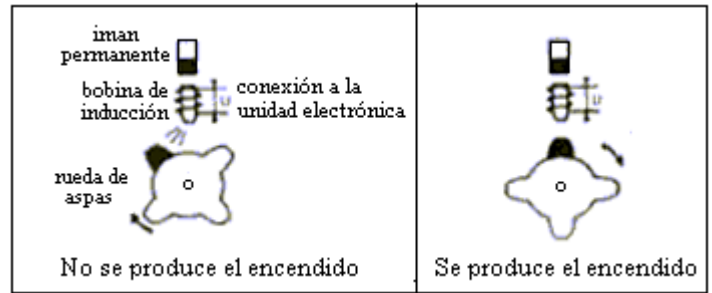 iman
permanente
bobina de
inducción
conexión a la
unidad electrónica
U
rueda de
aspas
No se produce el encendido
U
Se produce el encendido